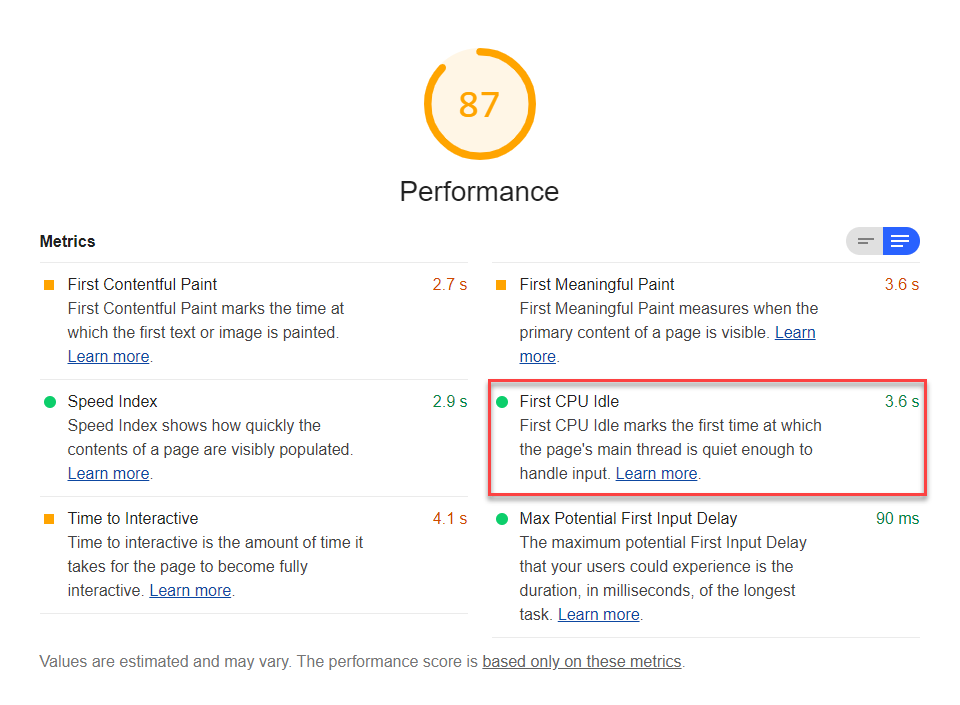 87
Performance
Metrics
First Contentful Paint 2.7 s
First Contentful Paint marks the time at
which the first text or image is painted.
Learn more.
First Meaningful Paint 3.6 s
First Meaningful Paint measures when the
primary content of a page is visible. Learn
more.
Speed Index 2.9 s
Speed Index shows how quickly the
contents of a page are visibly populated.
Learn more.
First CPU Idle 3.6 s
First CPU Idle marks the first time at which
the page's main thread is quiet enough to
handle input. Learn more.
Time to Interactive 4.1 s
Time to interactive is the amount of time it
takes for the page to become fully
interactive. Learn more.
Max Potential First Input Delay 90 ms
The maximum potential First Input Delay
that your users could experience is the
duration, in milliseconds, of the longest
task. Learn more.
Values are estimated and may vary. The performance score is based only on these metrics.